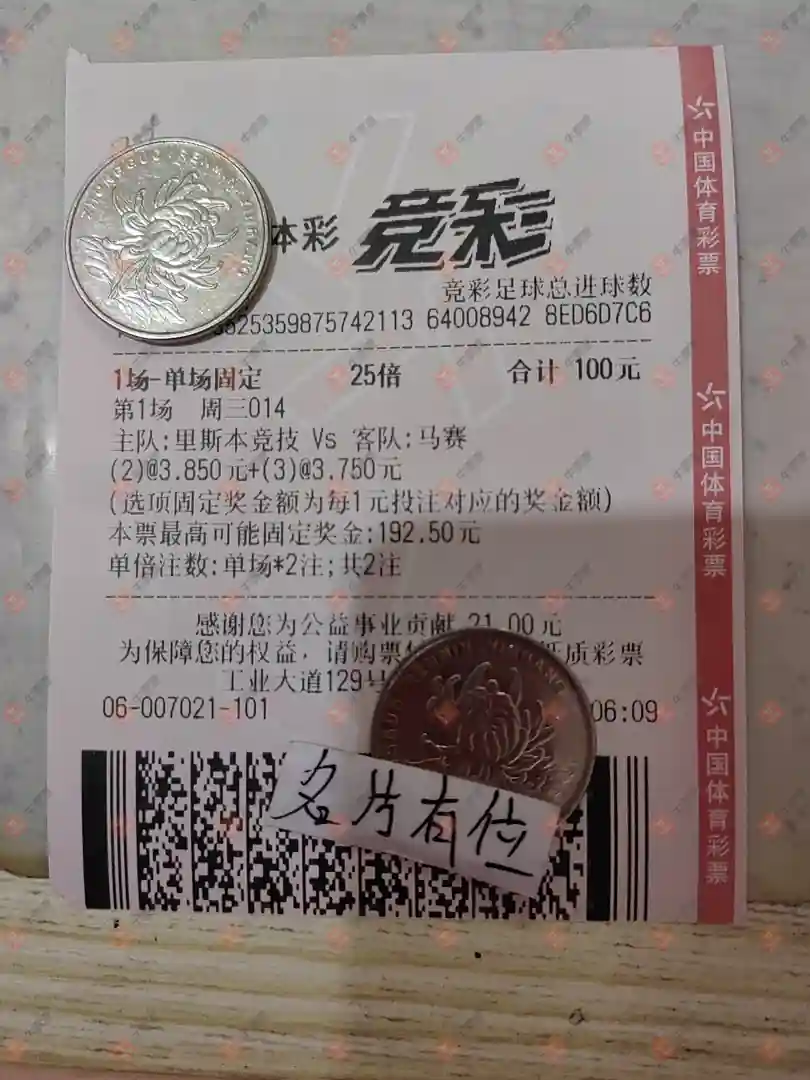 ZHONGGUO RENMIN
体彩 竞彩
竞彩足球总进球数
525359875742113 64008942 8ED6D7C6
1场-单场固定 25倍 合计 100元
第1场 周三014
主队:里斯本竞技 Vs 客队:马赛
(2)@3.850元+(3)@3.750元
(选项固定奖金额为每1元投注对应的奖金额)
本票最高可能固定奖金:192.50元
单倍注数:单场*2注;共2注
感谢您为公益事业贡献 21.00元
为保障您的权益,请购票 质彩票
工业大道129号
06-007021-101 06:09
名片有位
中国体育彩票
中国体育彩票
中国体育彩票